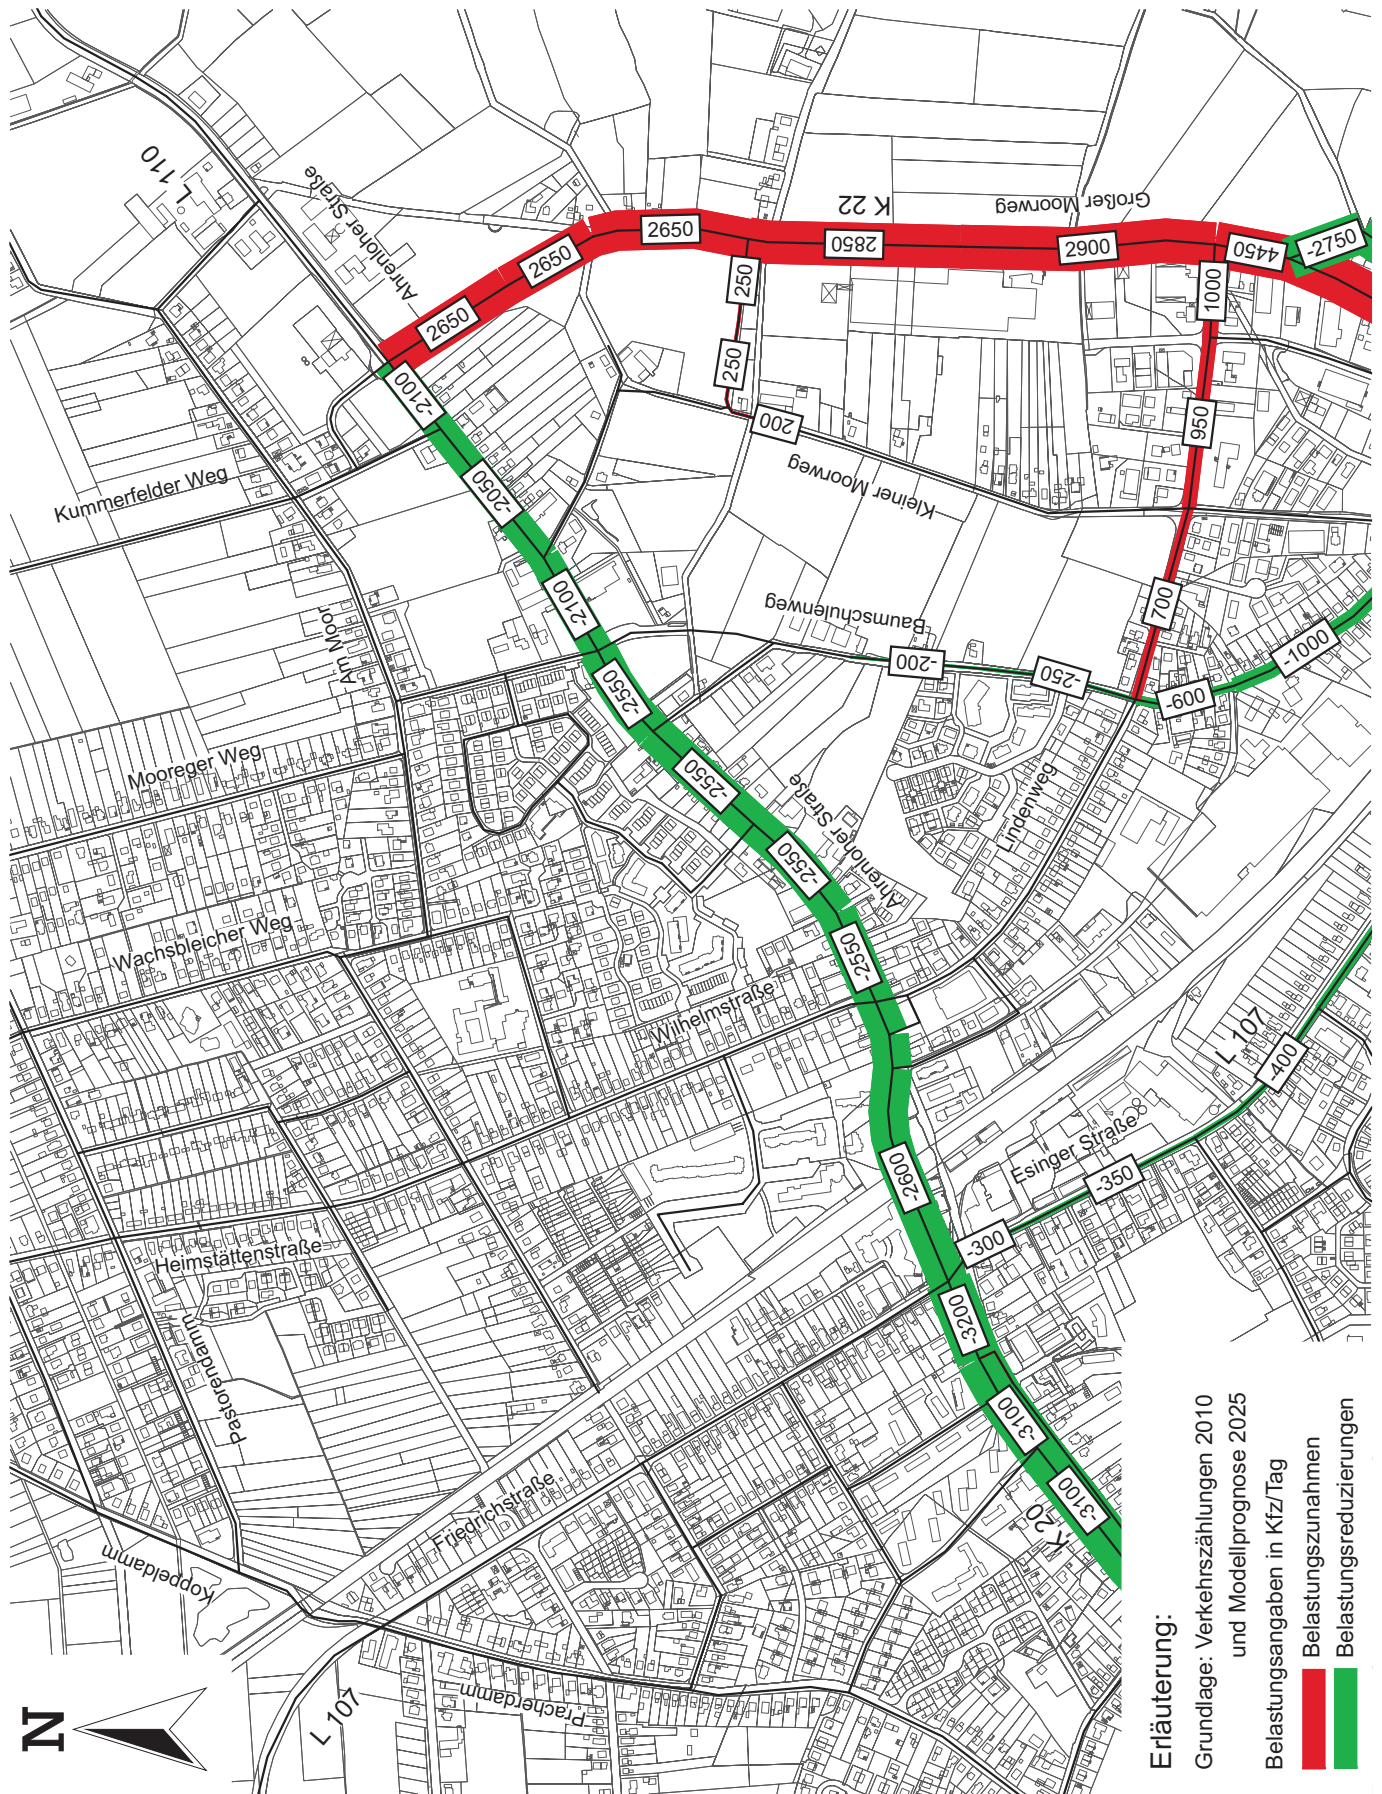 N
L 110
Ahrenloher Straße
Kummerfelder Weg
Am Moor
Mooreger Weg
Wachsbleicher Weg
Heimstättenstraße
Pastorendamm
Koppeldamm
Friedrichstraße
Pracherdamm
L 107
Wilhelmstraße
Ahrenloher Straße
Lindenweg
Baumschulenweg
Kleiner Moorweg
K 22
Großer Moorweg
Esinger Straße
L 107
K 20
2650
2650
2650
2850
2900
4450
-2750
250
250
200
1000
950
700
-2100
-2050
-2100
-2550
-2550
-2550
-2550
-2600
-3200
-3100
-3100
-200
-250
-600
-1000
-300
-350
-400
Erläuterung:
Grundlage: Verkehrszählungen 2010
und Modellprognose 2025
Belastungsangaben in Kfz/Tag
Belastungszunahmen
Belastungsreduzierungen